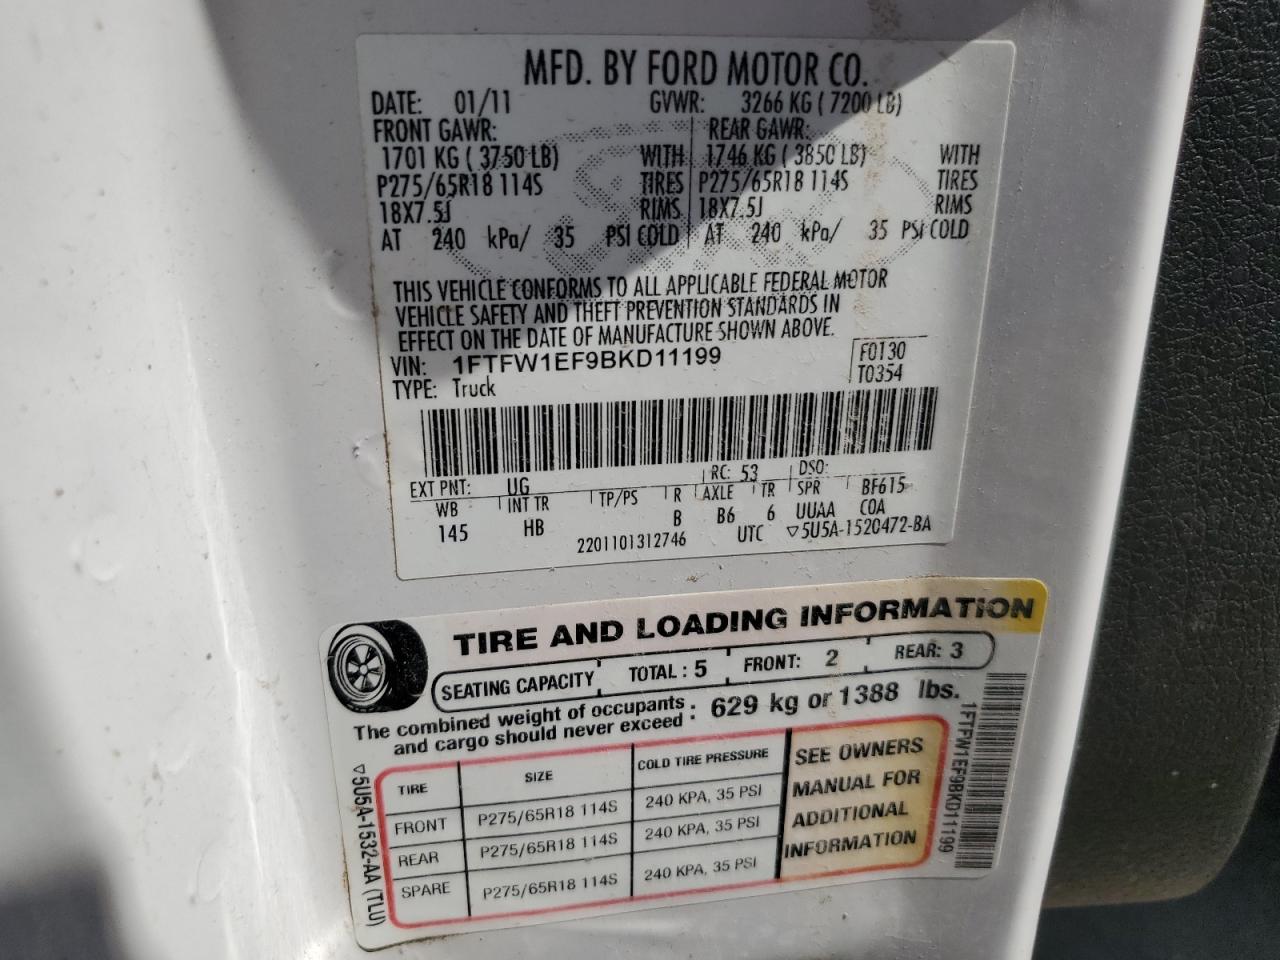 MFD. BY FORD MOTOR CO.
DATE: 01/11 GVWR: 3266 KG ( 7200 LB)
FRONT GAWR: REAR GAWR:
1701 KG ( 3750 LB) WITH 1746 KG ( 3850 LB) WITH
P275/65R18 114S TIRES P275/65R18 114S TIRES
18X7.5J RIMS 18X7.5J RIMS
AT 240 kPa/ 35 PSI COLD AT 240 kPa/ 35 PSI COLD
THIS VEHICLE CONFORMS TO ALL APPLICABLE FEDERAL MOTOR
VEHICLE SAFETY AND THEFT PREVENTION STANDARDS IN
EFFECT ON THE DATE OF MANUFACTURE SHOWN ABOVE.
VIN: 1FTFW1EF9BKD11199 F0130
TYPE: Truck T0354
EXT PNT: UG RC: 53 DSO:
WB INT TR TP/PS R AXLE TR SPR BF615
145 HB B B6 6 UUAA COA
2201101312746 UTC ▽5U5A-1520472-BA
TIRE AND LOADING INFORMATION
SEATING CAPACITY TOTAL : 5 FRONT: 2 REAR: 3
The combined weight of occupants
and cargo should never exceed : 629 kg or 1388 lbs.
TIRE SIZE COLD TIRE PRESSURE
FRONT P275/65R18 114S 240 KPA, 35 PSI
REAR P275/65R18 114S 240 KPA, 35 PSI
SPARE P275/65R18 114S 240 KPA, 35 PSI
SEE OWNERS
MANUAL FOR
ADDITIONAL
INFORMATION
▽5U5A-1532-AA (TLU)
1FTFW1EF9BKD11199